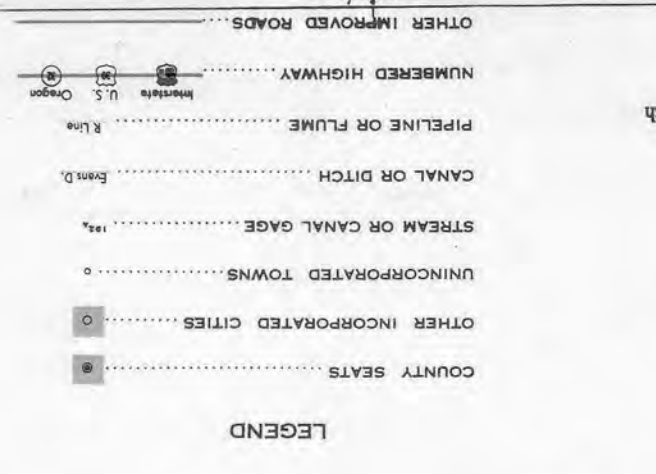 LEGEND
COUNTY SEATS
OTHER INCORPORATED CITIES
UNINCORPORATED TOWNS
STREAM OR CANAL GAGE 192
CANAL OR DITCH Evans D.
PIPELINE OR FLUME R Line
Interstate U.S. Oregon
NUMBERED HIGHWAY
OTHER IMPROVED ROADS